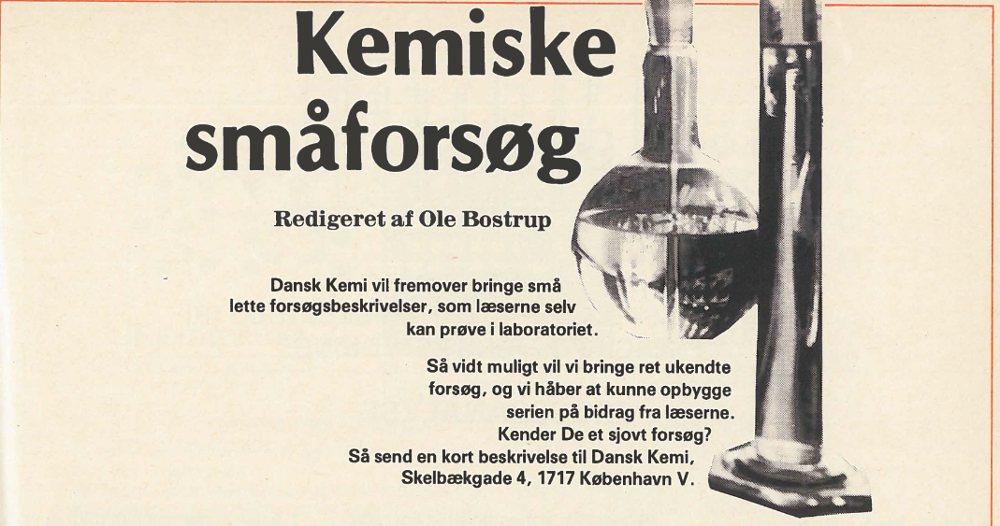 Kemiske
småforsøg
Redigeret af Ole Bostrup
Dansk Kemi vil fremover bringe små
lette forsøgsbeskrivelser, som læserne selv
kan prøve i laboratoriet.
Så vidt muligt vil vi bringe ret ukendte
forsøg, og vi håber at kunne opbygge
serien på bidrag fra læserne.
Kender De et sjovt forsøg?
Så send en kort beskrivelse til Dansk Kemi,
Skelbækgade 4, 1717 København V.